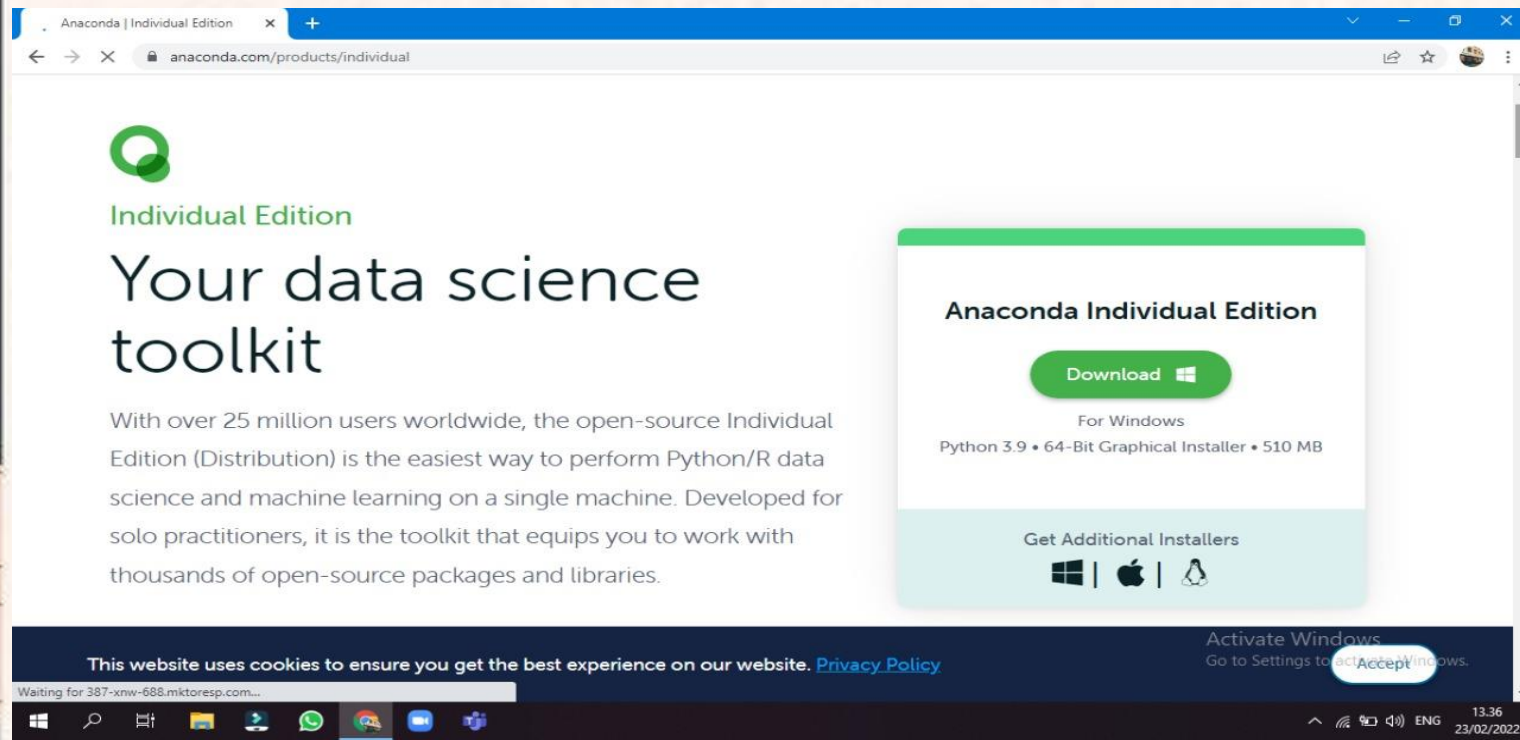 Anaconda | Individual Edition
anaconda.com/products/individual
Individual Edition
Your data science
toolkit
With over 25 million users worldwide, the open-source Individual
Edition (Distribution) is the easiest way to perform Python/R data
science and machine learning on a single machine. Developed for
solo practitioners, it is the toolkit that equips you to work with
thousands of open-source packages and libraries.
Anaconda Individual Edition
Download
For Windows
Python 3.9 • 64-Bit Graphical Installer • 510 MB
Get Additional Installers
This website uses cookies to ensure you get the best experience on our website. Privacy Policy
Activate Windows
Go to Settings to activate Windows.
Accept
Waiting for 387-xnw-688.mktoresp.com...
ENG
13.36
23/02/2022